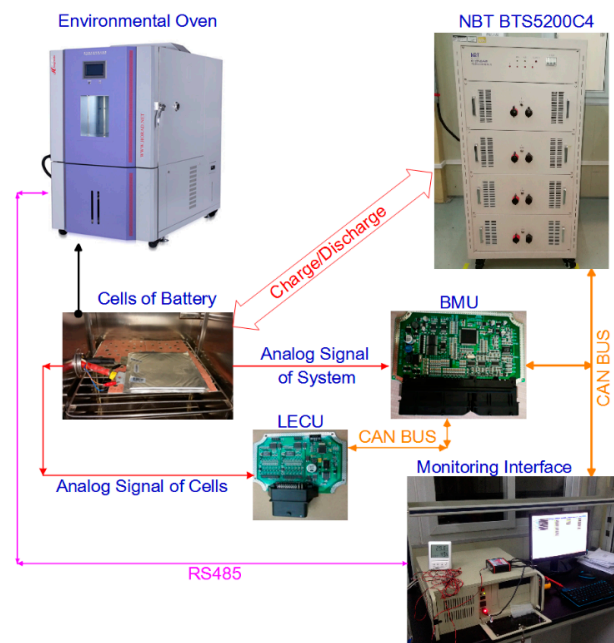 Environmental Oven
NBT BTS5200C4
Charge/Discharge
Cells of Battery
BMU
Analog Signal
of System
CAN BUS
LECU
CAN BUS
Analog Signal of Cells
Monitoring Interface
RS485